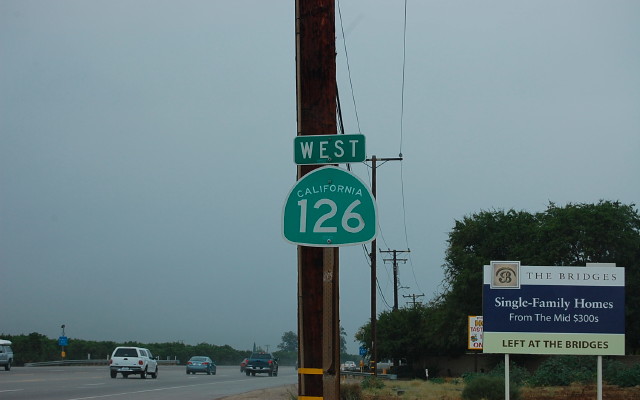 WEST
CALIFORNIA
126
B
THE BRIDGES
Single-Family Homes
From The Mid $300s
LEFT AT THE BRIDGES